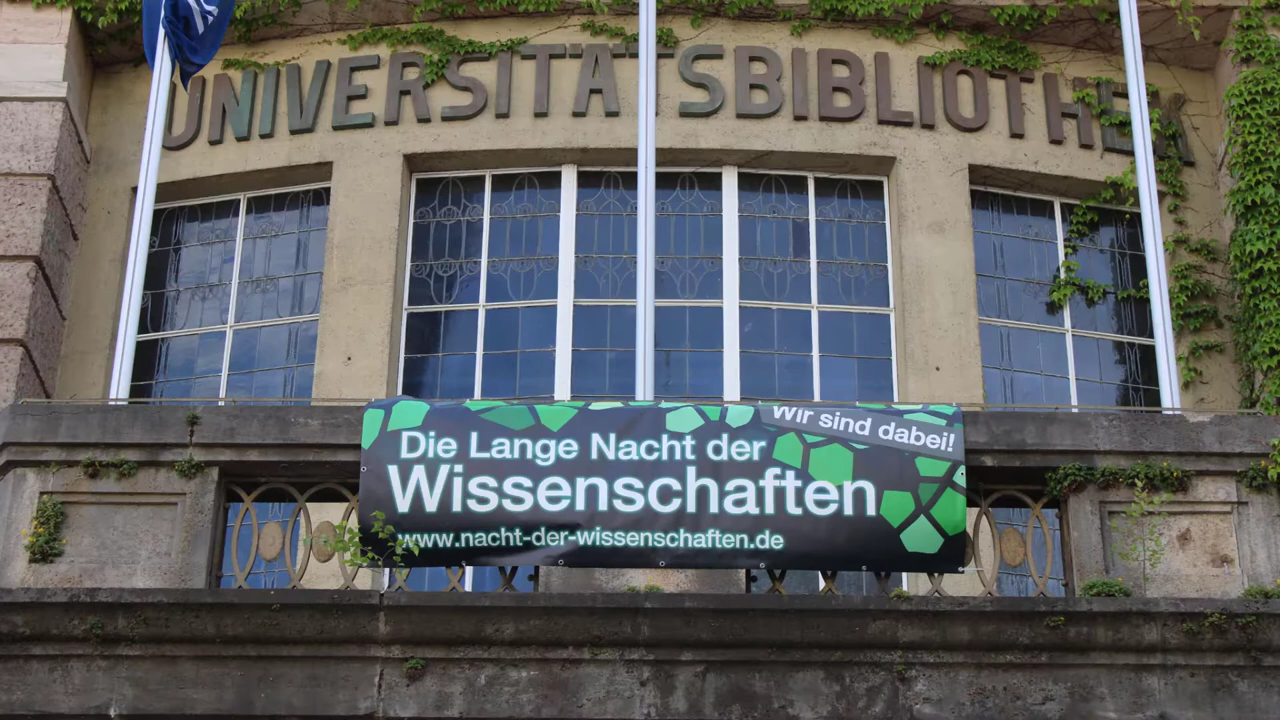 UNIVERSITÄTSBIBLIOTHEK
Wir sind dabei!
Die Lange Nacht der
Wissenschaften
www.nacht-der-wissenschaften.de